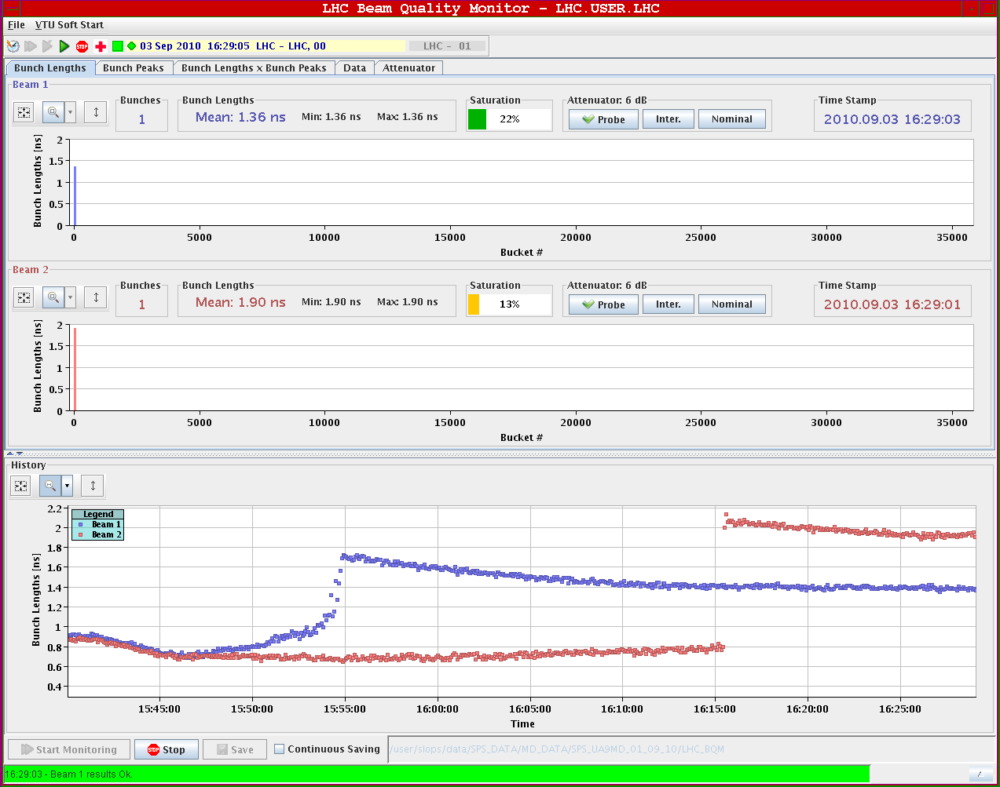 LHC Beam Quality Monitor - LHC.USER.LHC
File VTU Soft Start
STOP 03 Sep 2010 16:29:05 LHC - LHC, 00 LHC - 01
Bunch Lengths Bunch Peaks Bunch Lengths x Bunch Peaks Data Attenuator
Beam 1
Bunches Bunch Lengths Saturation Attenuator: 6 dB Time Stamp
1 Mean: 1.36 ns Min: 1.36 ns Max: 1.36 ns 22% Probe Inter. Nominal 2010.09.03 16:29:03
Bunch Lengths [ns]
2
1.5
1
0.5
0
0 5000 10000 15000 20000 25000 30000 35000
Bucket #
Beam 2
Bunches Bunch Lengths Saturation Attenuator: 6 dB Time Stamp
1 Mean: 1.90 ns Min: 1.90 ns Max: 1.90 ns 13% Probe Inter. Nominal 2010.09.03 16:29:01
Bunch Lengths [ns]
2
1.5
1
0.5
0
0 5000 10000 15000 20000 25000 30000 35000
Bucket #
History
Bunch Lengths [ns]
2.2
2
1.8
1.6
1.4
1.2
1
0.8
0.6
0.4
Legend
Beam 1
Beam 2
15:45:00 15:50:00 15:55:00 16:00:00 16:05:00 16:10:00 16:15:00 16:20:00 16:25:00
Time
Start Monitoring STOP Stop Save Continuous Saving /user/slops/data/SPS_DATA/MD_DATA/SPS_UA9MD_01_09_10/LHC_BQM
16:29:03 - Beam 1 results Ok.